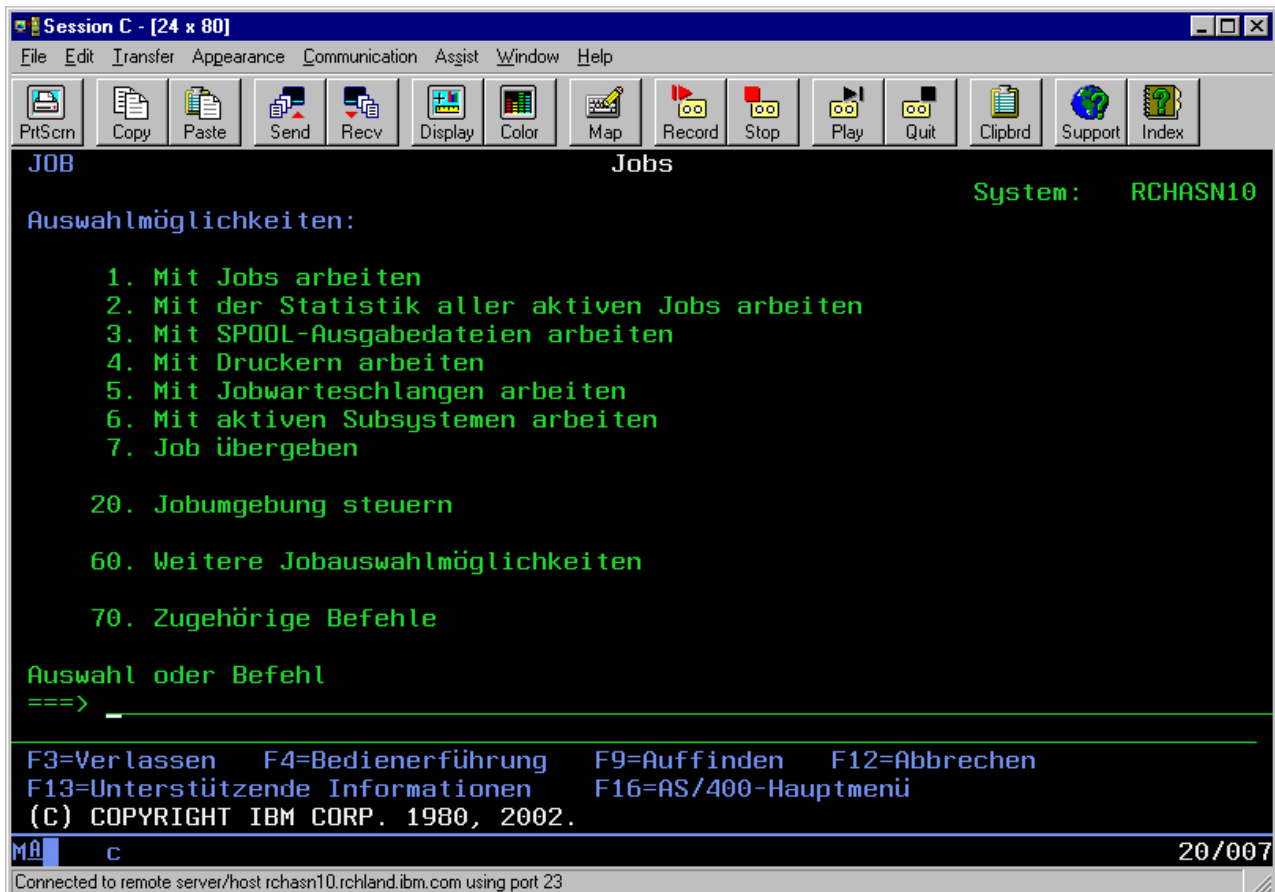 Session C - [24 x 80]
File Edit Transfer Appearance Communication Assist Window Help
PrtScrn Copy Paste Send Recv Display Color Map Record Stop Play Quit Clipbrd Support Index
JOB Jobs
System: RCHASN10
Auswahlmöglichkeiten:
1. Mit Jobs arbeiten
2. Mit der Statistik aller aktiven Jobs arbeiten
3. Mit SPOOL-Ausgabedateien arbeiten
4. Mit Druckern arbeiten
5. Mit Jobwarteschlangen arbeiten
6. Mit aktiven Subsystemen arbeiten
7. Job übergeben
20. Jobumgebung steuern
60. Weitere Jobauswahlmöglichkeiten
70. Zugehörige Befehle
Auswahl oder Befehl
===>
F3=Verlassen F4=Bedienerführung F9=Auffinden F12=Abbrechen
F13=Unterstützende Informationen F16=AS/400-Hauptmenü
(C) COPYRIGHT IBM CORP. 1980, 2002.
MA c 20/007
Connected to remote server/host rchasn10.rchland.ibm.com using port 23